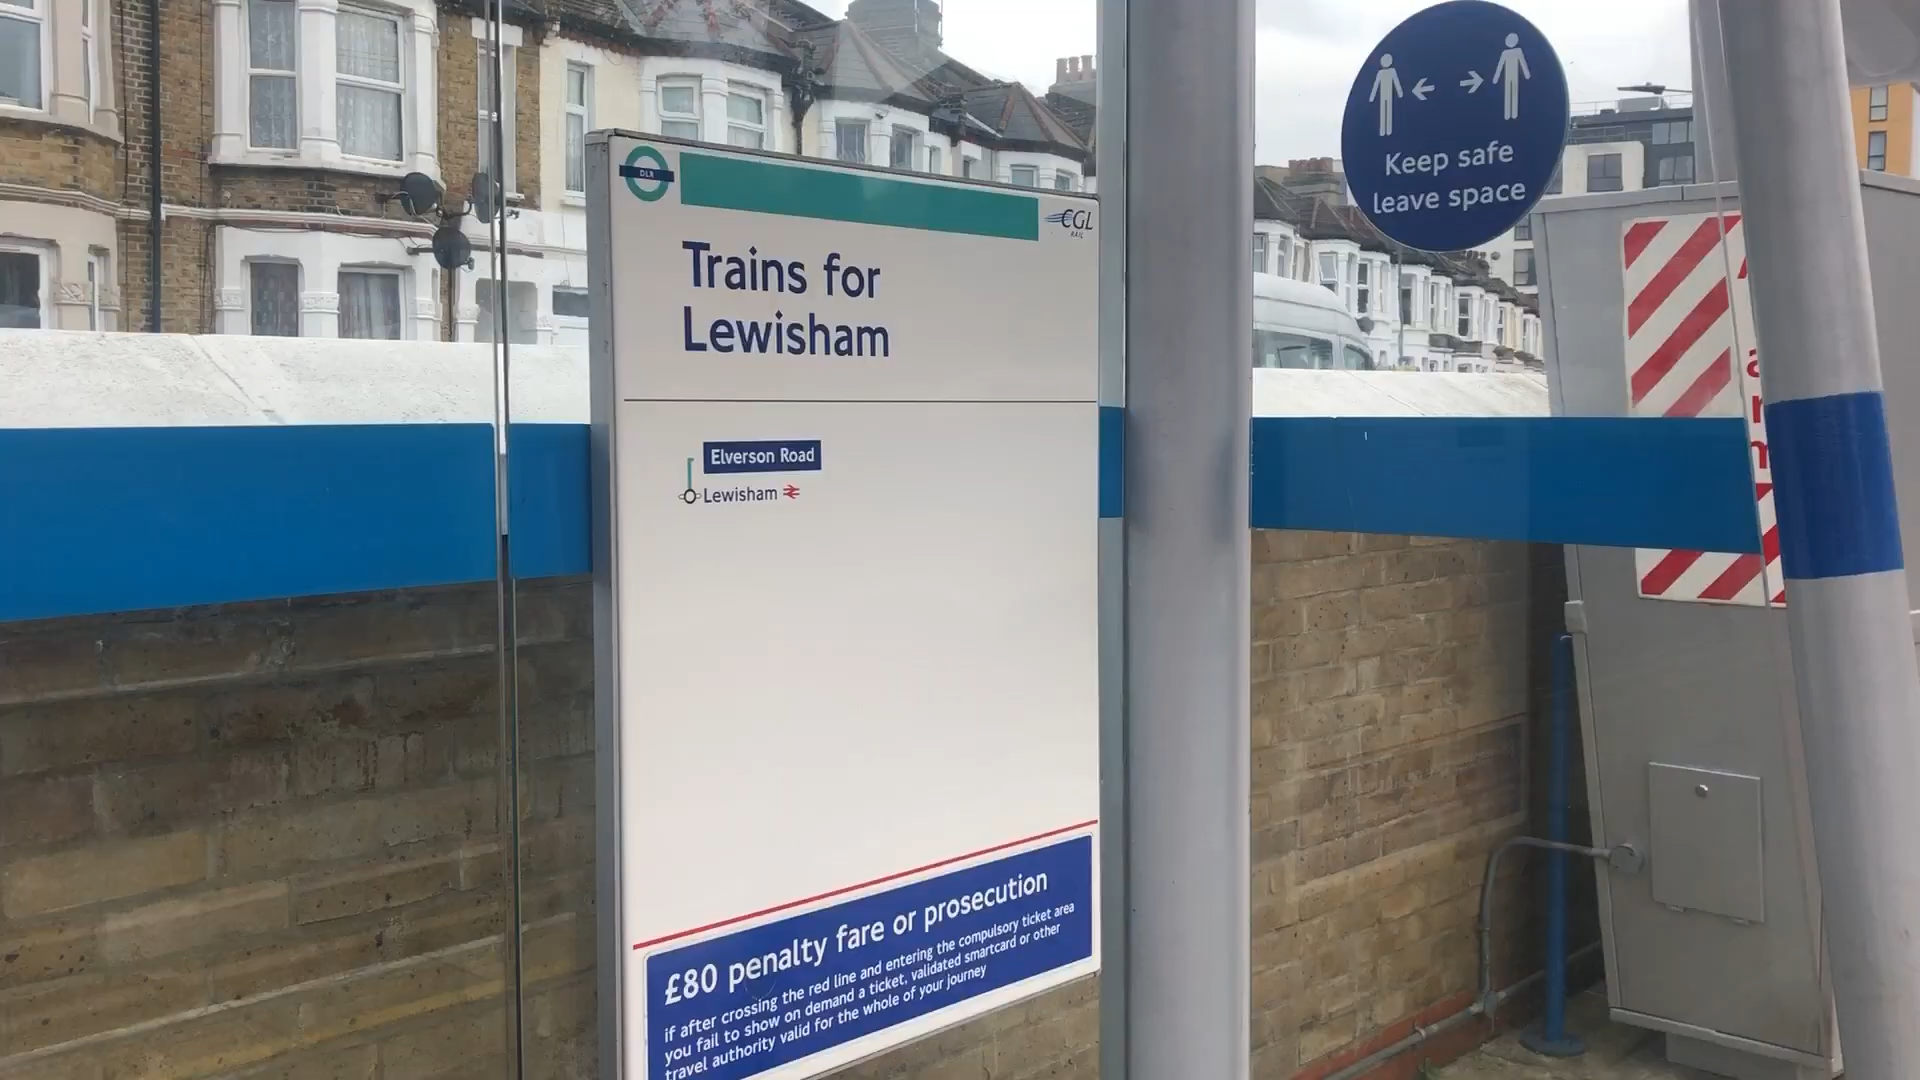 DLR
CGL
RAIL
Trains for
Lewisham
Elverson Road
Lewisham
£80 penalty fare or prosecution
if after crossing the red line and entering the compulsory ticket area
you fail to show on demand a ticket, validated smartcard or other
travel authority valid for the whole of your journey
Keep safe
leave space